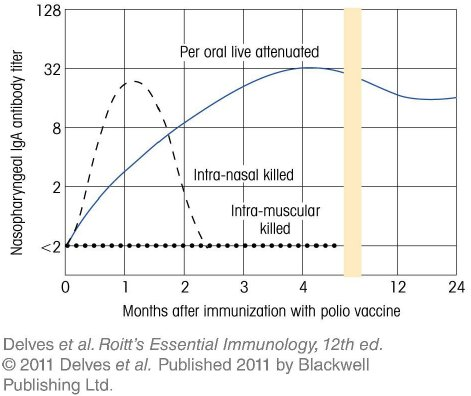 Nasopharyngeal IgA antibody titer
128
32
8
2
<2
Per oral live attenuated
Intra-nasal killed
Intra-muscular
killed
0 1 2 3 4 12 24
Months after immunization with polio vaccine
Delves et al. Roitt's Essential Immunology, 12th ed.
© 2011 Delves et al. Published 2011 by Blackwell
Publishing Ltd.